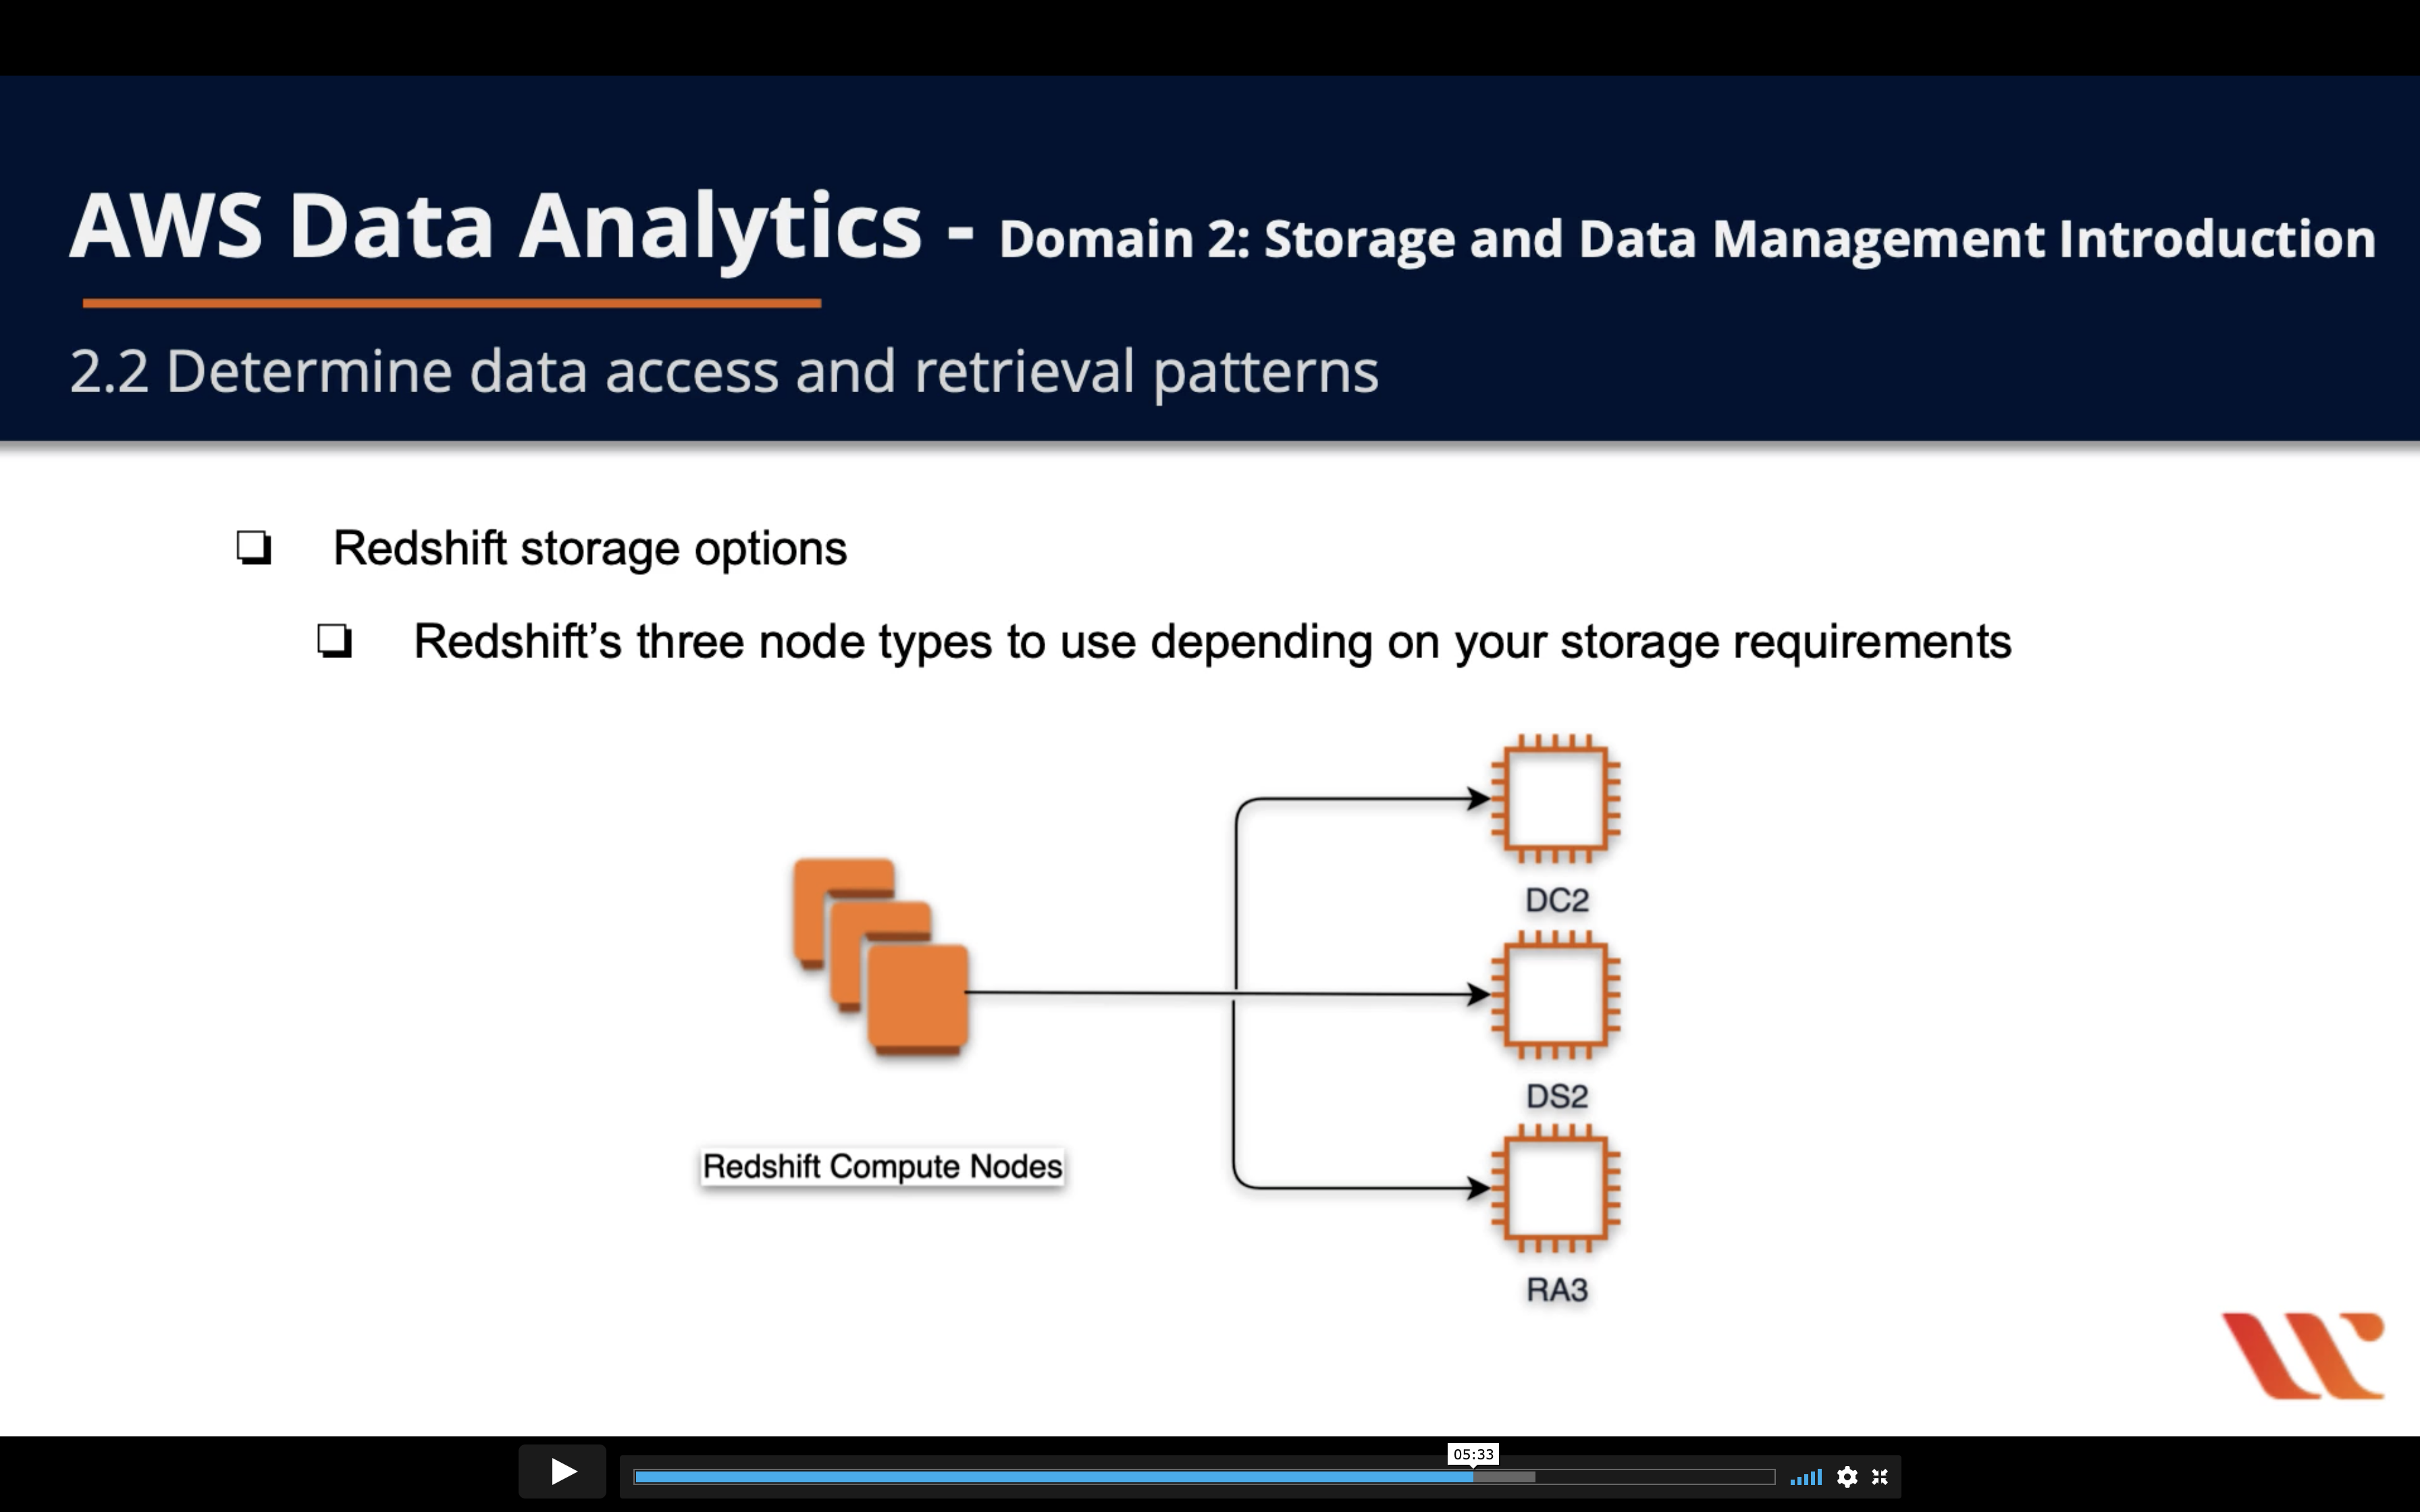 AWS Data Analytics - Domain 2: Storage and Data Management Introduction
2.2 Determine data access and retrieval patterns
Redshift storage options
Redshift’s three node types to use depending on your storage requirements
DC2
DS2
Redshift Compute Nodes
RA3
05:33